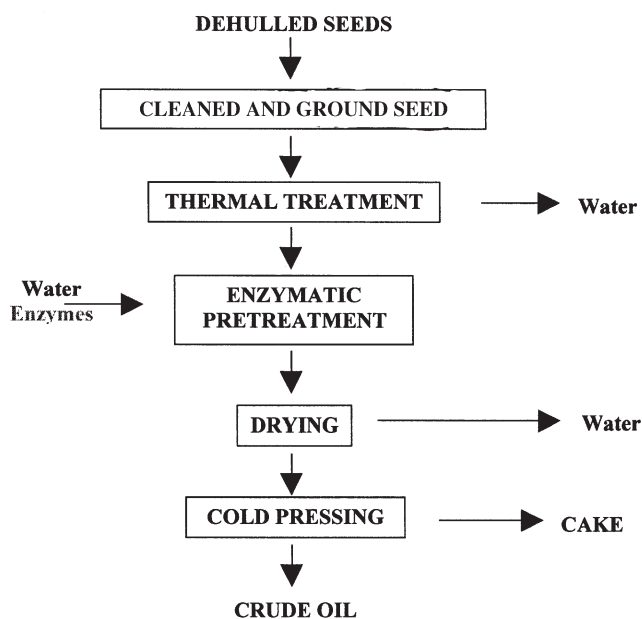 DEHULLED SEEDS
CLEANED AND GROUND SEED
THERMAL TREATMENT
Water
Water
Enzymes
ENZYMATIC
PRETREATMENT
DRYING
Water
COLD PRESSING
CAKE
CRUDE OIL